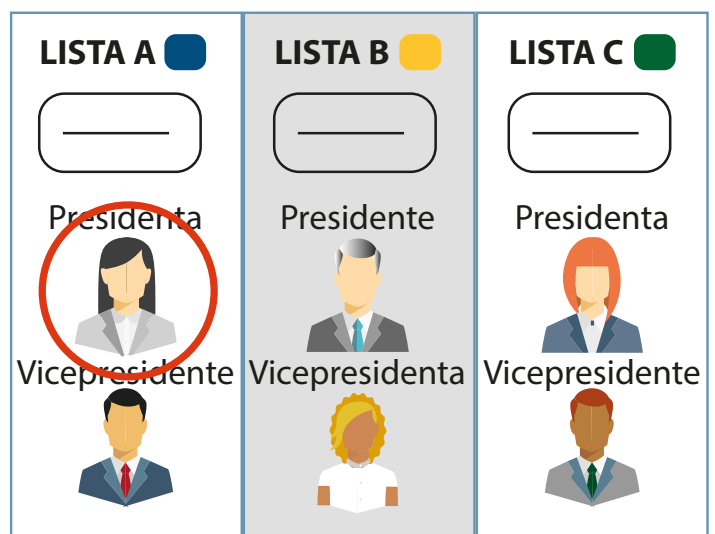 LISTA A
Presidenta
Vicepresidente
LISTA B
Presidente
Vicepresidenta
LISTA C
Presidenta
Vicepresidente